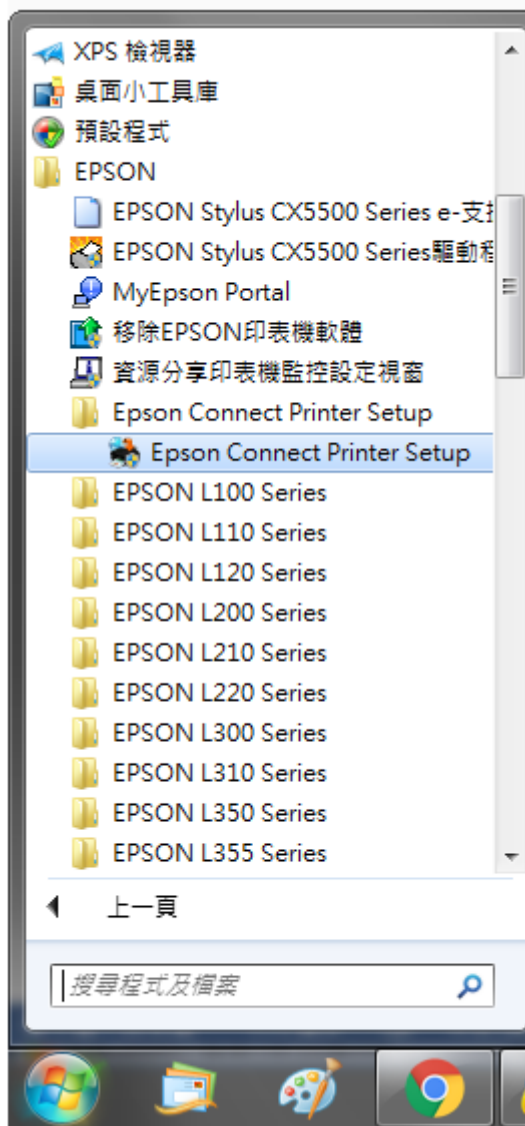 XPS 檢視器
桌面小工具庫
預設程式
EPSON
EPSON Stylus CX5500 Series e-支
EPSON Stylus CX5500 Series驅動程
MyEpson Portal
移除EPSON印表機軟體
資源分享印表機監控設定視窗
Epson Connect Printer Setup
Epson Connect Printer Setup
EPSON L100 Series
EPSON L110 Series
EPSON L120 Series
EPSON L200 Series
EPSON L210 Series
EPSON L220 Series
EPSON L300 Series
EPSON L310 Series
EPSON L350 Series
EPSON L355 Series
上一頁
搜尋程式及檔案